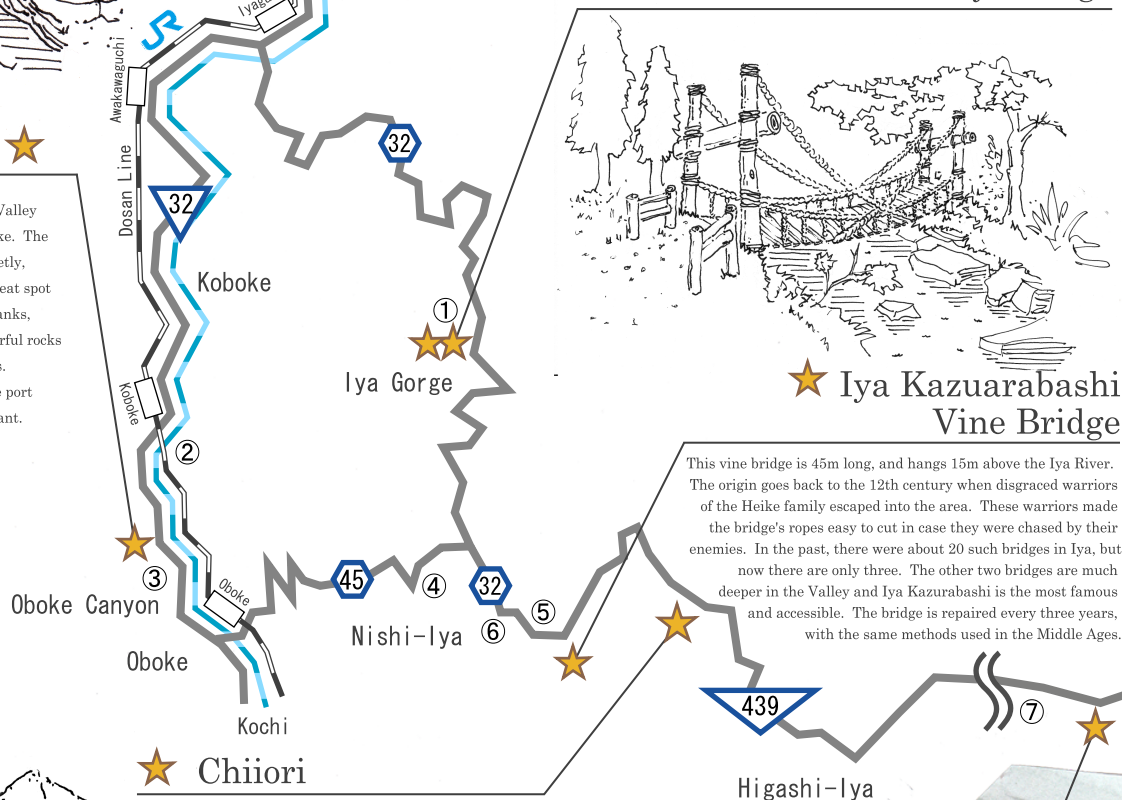 JR
Awakawaguchi
Dosan Line
32
32
Valley
The
eat spot
rocks
port
Koboke
①
Iya Gorge
Koboke
②
③
Oboke Canyon
Oboke
Oboke
Kochi
45
④
32
⑤
⑥
Nishi-Iya
Iya Kazuarabashi
Vine Bridge
This vine bridge is 45m long, and hangs 15m above the Iya River.
The origin goes back to the 12th century when disgraced warriors
of the Heike family escaped into the area. These warriors made
the bridge's ropes easy to cut in case they were chased by their
enemies. In the past, there were about 20 such bridges in Iya, but
now there are only three. The other two bridges are much
deeper in the Valley and Iya Kazurabashi is the most famous
and accessible. The bridge is repaired every three years,
with the same methods used in the Middle Ages.
439
⑦
Chiiori
Higashi-Iya